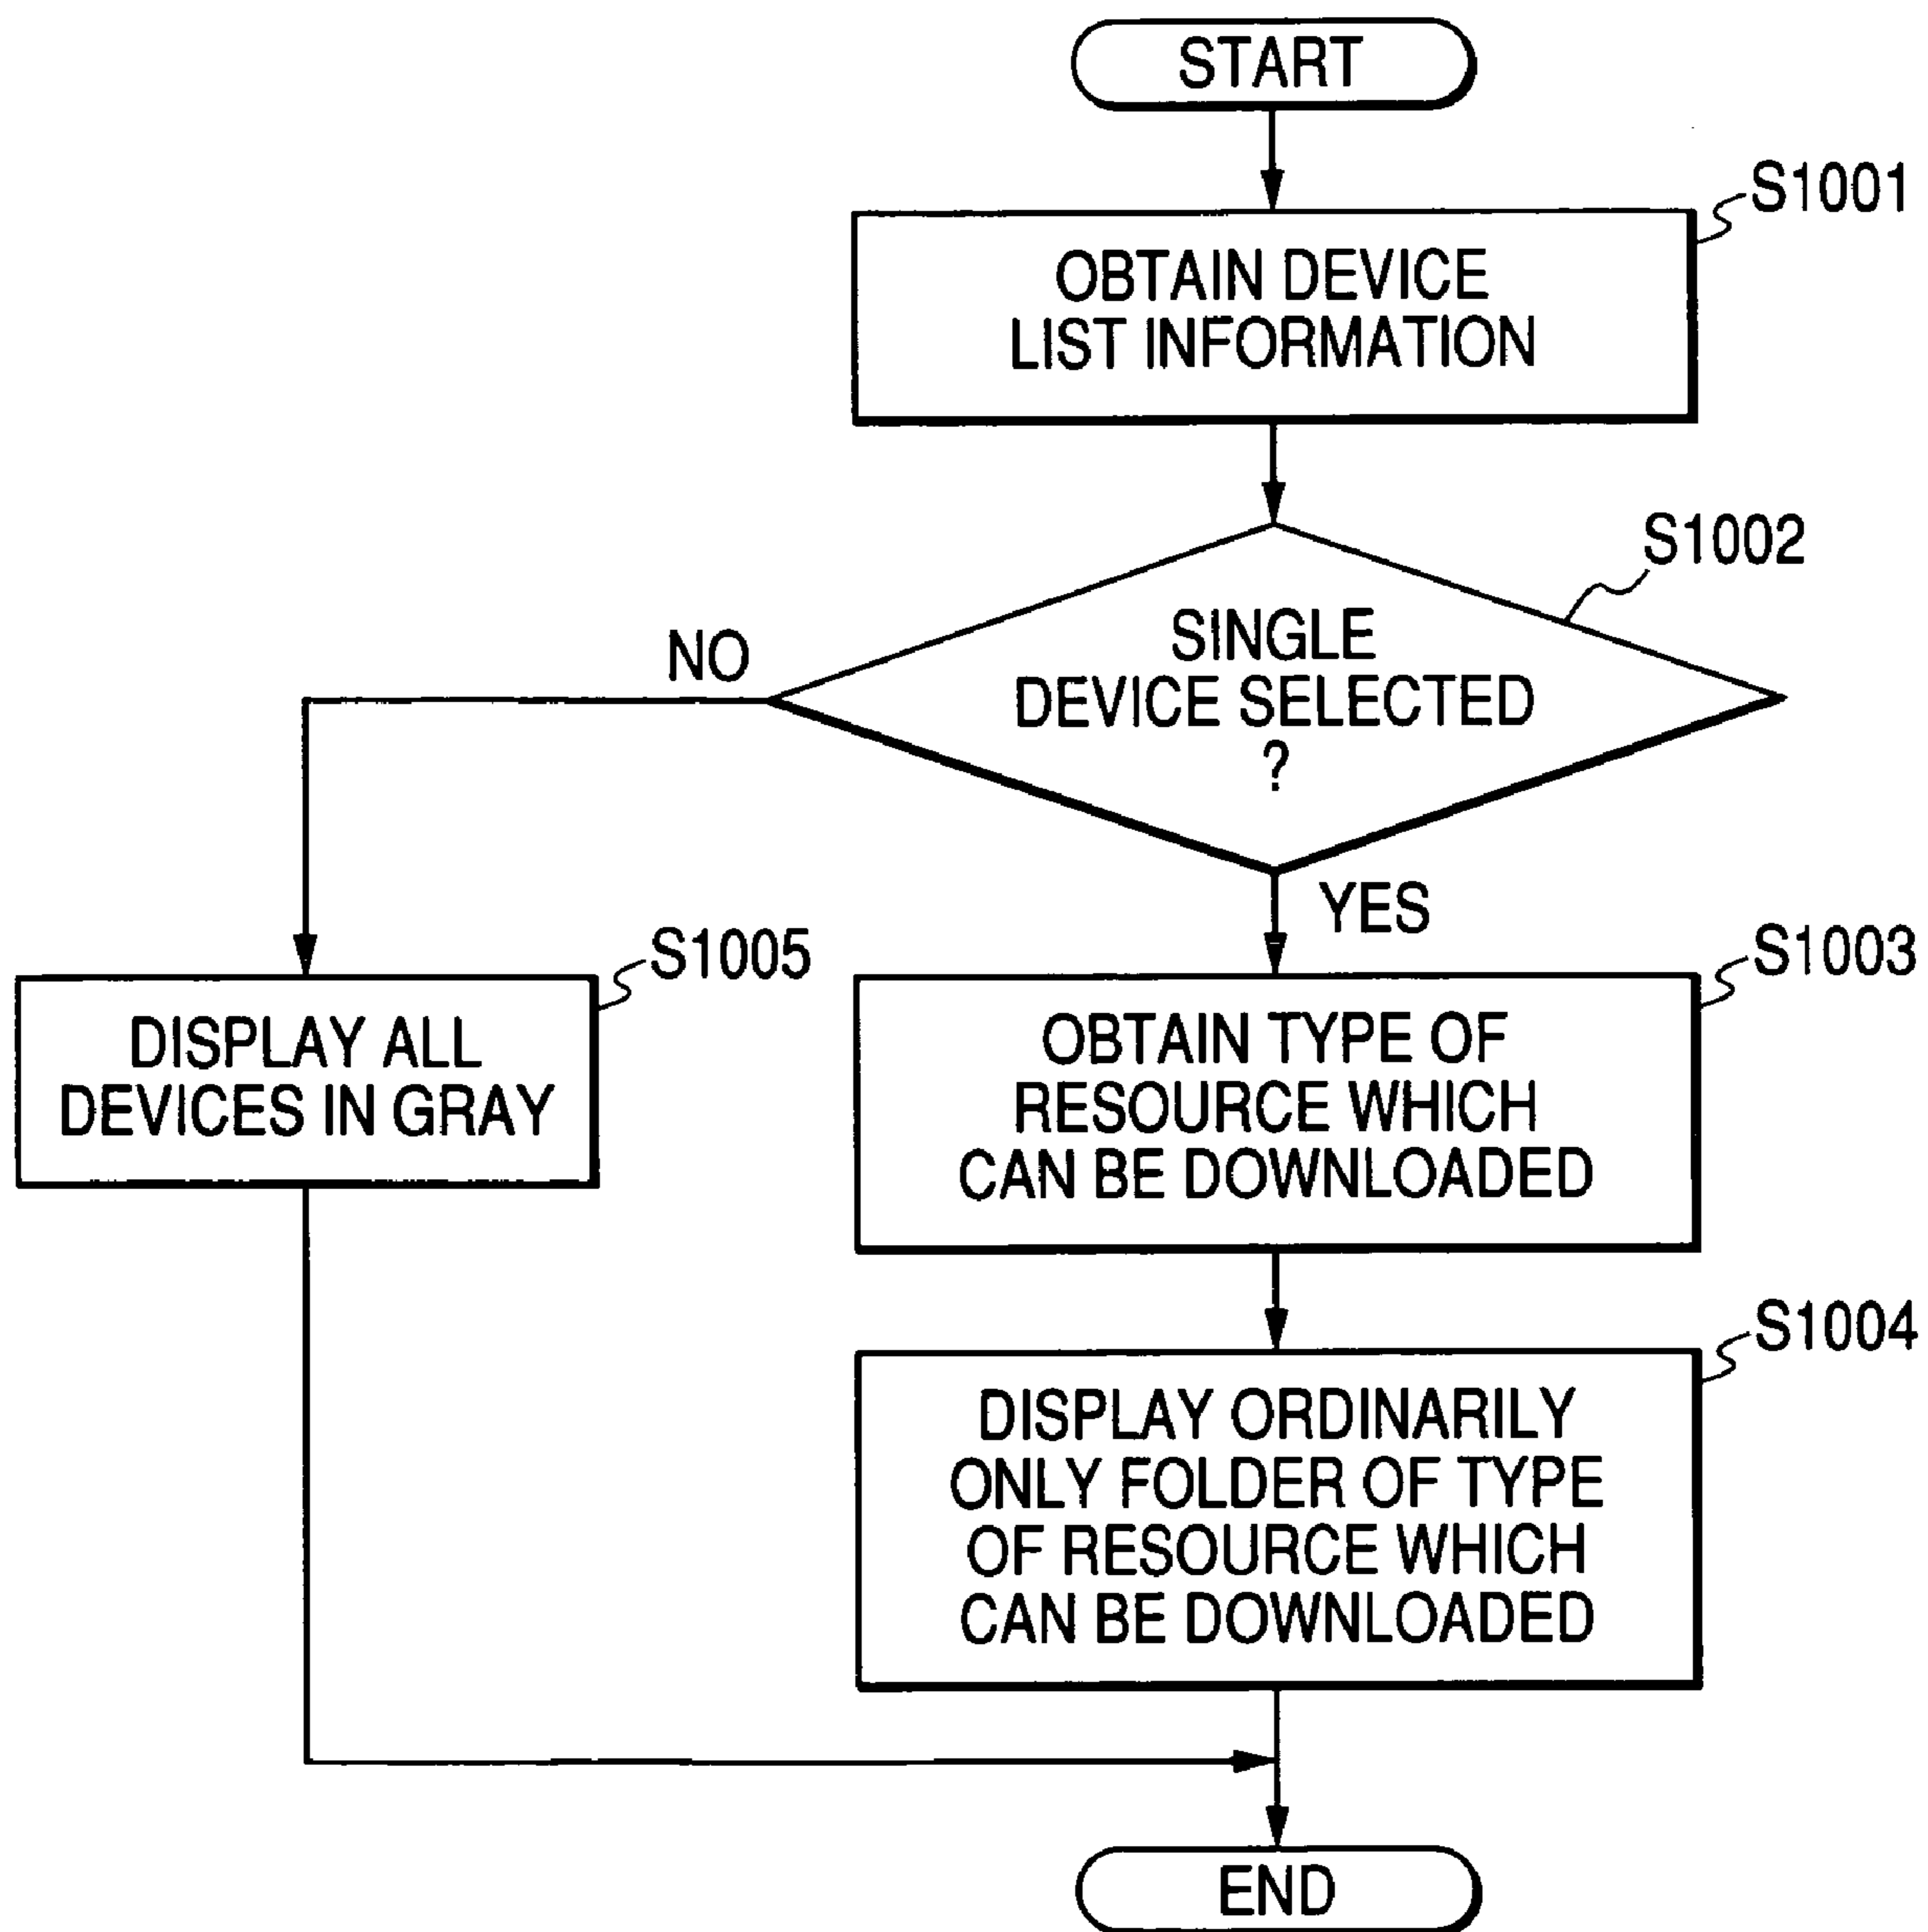 START
S1001
OBTAIN DEVICE
LIST INFORMATION
S1002
SINGLE
DEVICE SELECTED
?
NO
YES
S1005
DISPLAY ALL
DEVICES IN GRAY
S1003
OBTAIN TYPE OF
RESOURCE WHICH
CAN BE DOWNLOADED
S1004
DISPLAY ORDINARILY
ONLY FOLDER OF TYPE
OF RESOURCE WHICH
CAN BE DOWNLOADED
END